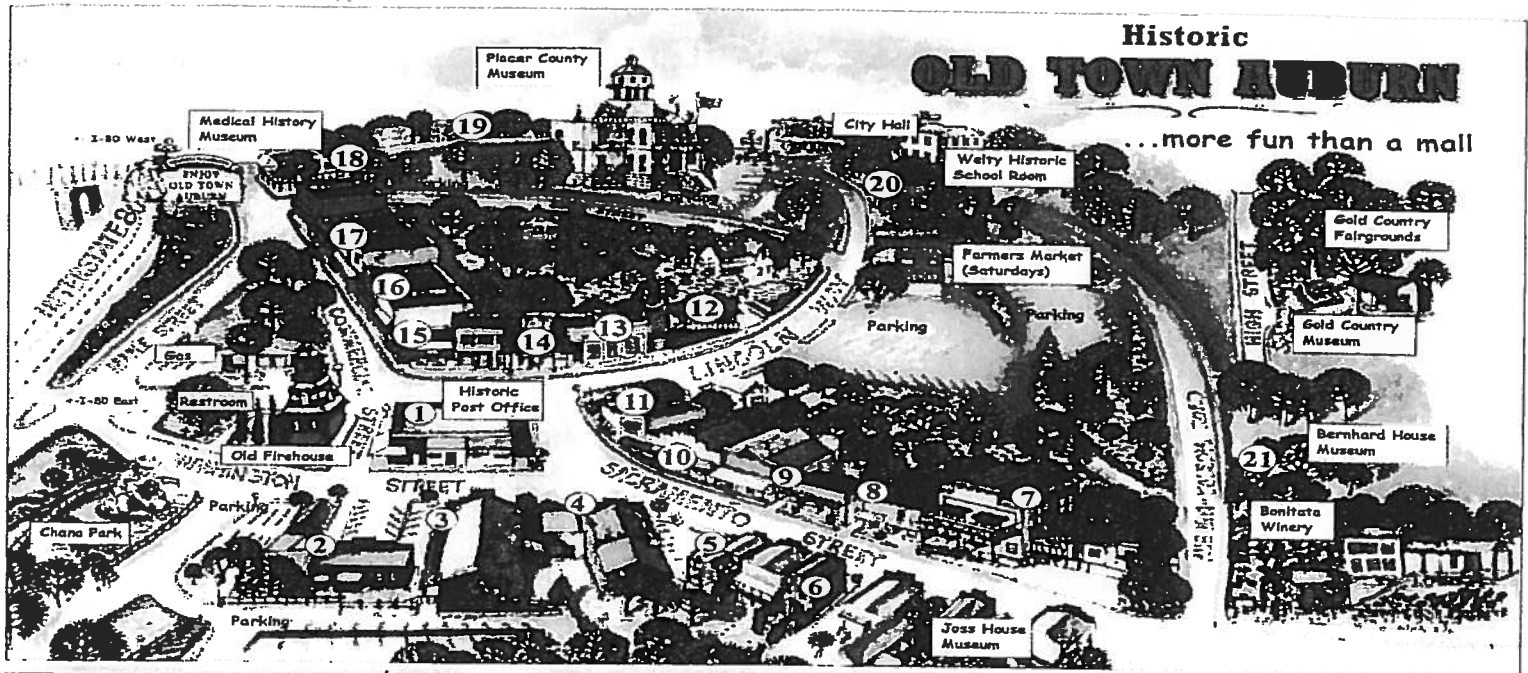 Historic
OLD TOWN AUBURN
...more fun than a mall
Placer County
Museum
Medical History
Museum
City Hall
Welty Historic
School Room
← I-80 West
ENJOY
OLD TOWN
AUBURN
INTERSTATE 80
19
18
Parking
20
17
16
15
14
13
12
Farmers Market
(Saturdays)
Parking
Parking
HIGH STREET
Gold Country
Fairgrounds
Gold Country
Museum
MAPLE STREET
Gas
Restroom
←I-80 East
Old Firehouse
COMMERCIAL
STREET
Historic
Post Office
LINCOLN WAY
1
11
10
9
8
7
SACRAMENTO
STREET
WASHINGTON
STREET
Parking
Chana Park
2
3
4
5
6
Parking
Joss House
Museum
Bernhard House
Museum
21
Bonitata
Winery